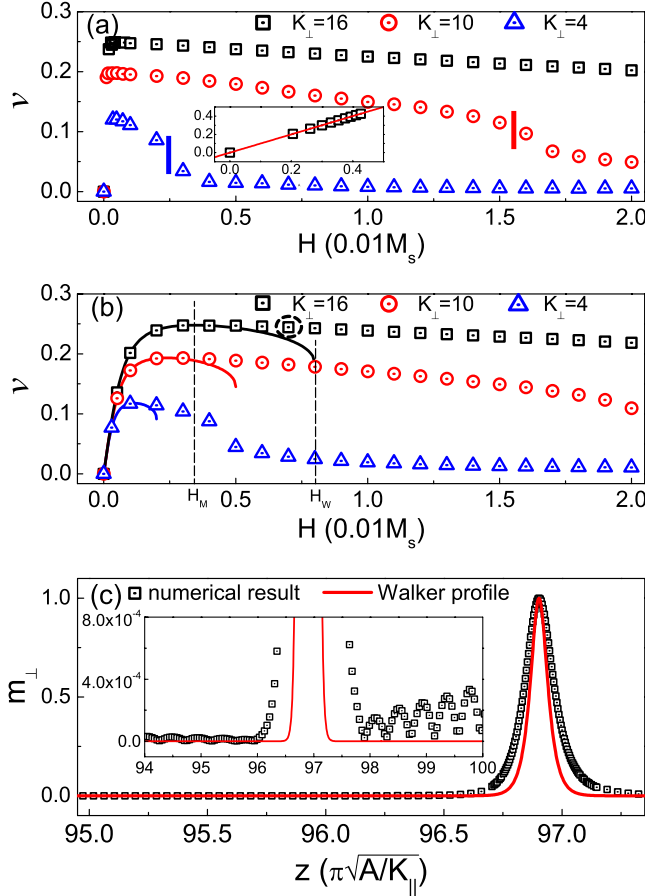 (a) K⊥=16 K⊥=10 K⊥=4
0.3
0.2
0.1
0.0
ν
0.4
0.2
0.0
0.0 0.2 0.4
0.0 0.5 1.0 1.5 2.0
H (0.01Mₛ)
(b) K⊥=16 K⊥=10 K⊥=4
0.3
0.2
0.1
0.0
ν
0.0 0.5 1.0 1.5 2.0
H_M H_W
H (0.01Mₛ)
(c) numerical result Walker profile
1.0
0.5
0.0
m⊥
8.0x10⁻⁴
4.0x10⁻⁴
0.0
94 95 96 97 98 99 100
95.0 95.5 96.0 96.5 97.0
z (π√A/K||)